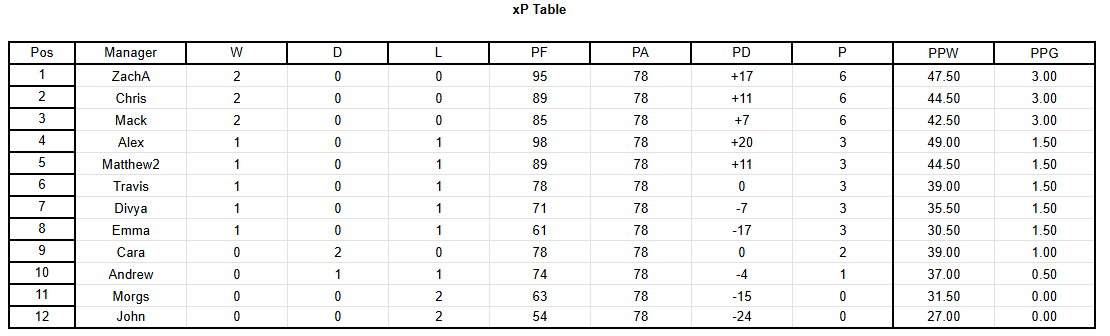 xP Table
Pos Manager W D L PF PA PD P PPW PPG
1 ZachA 2 0 0 95 78 +17 6 47.50 3.00
2 Chris 2 0 0 89 78 +11 6 44.50 3.00
3 Mack 2 0 0 85 78 +7 6 42.50 3.00
4 Alex 1 0 1 98 78 +20 3 49.00 1.50
5 Matthew2 1 0 1 89 78 +11 3 44.50 1.50
6 Travis 1 0 1 78 78 0 3 39.00 1.50
7 Divya 1 0 1 71 78 -7 3 35.50 1.50
8 Emma 1 0 1 61 78 -17 3 30.50 1.50
9 Cara 0 2 0 78 78 0 2 39.00 1.00
10 Andrew 0 1 1 74 78 -4 1 37.00 0.50
11 Morgs 0 0 2 63 78 -15 0 31.50 0.00
12 John 0 0 2 54 78 -24 0 27.00 0.00